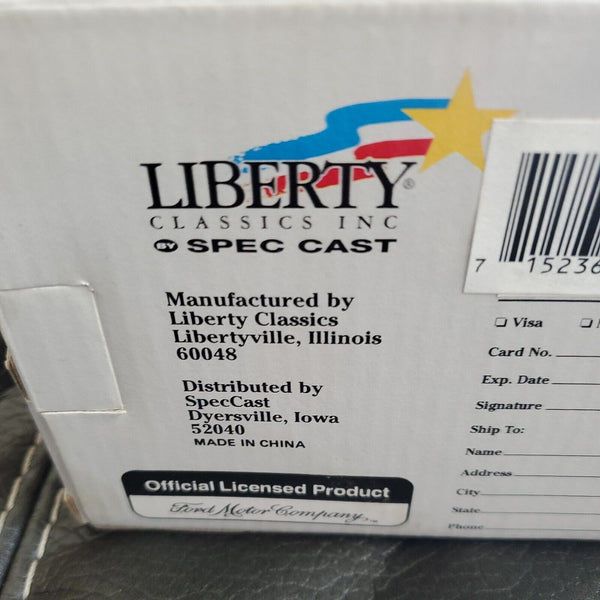 LIBERTY®
CLASSICS INC
BY SPEC CAST
Manufactured by
Liberty Classics
Libertyville, Illinois
60048
Distributed by
SpecCast
Dyersville, Iowa
52040
MADE IN CHINA
Official Licensed Product
Ford Motor Company™
7 15236
Visa
Card No.
Exp. Date
Signature
Ship To:
Name
Address
City
State
Phone